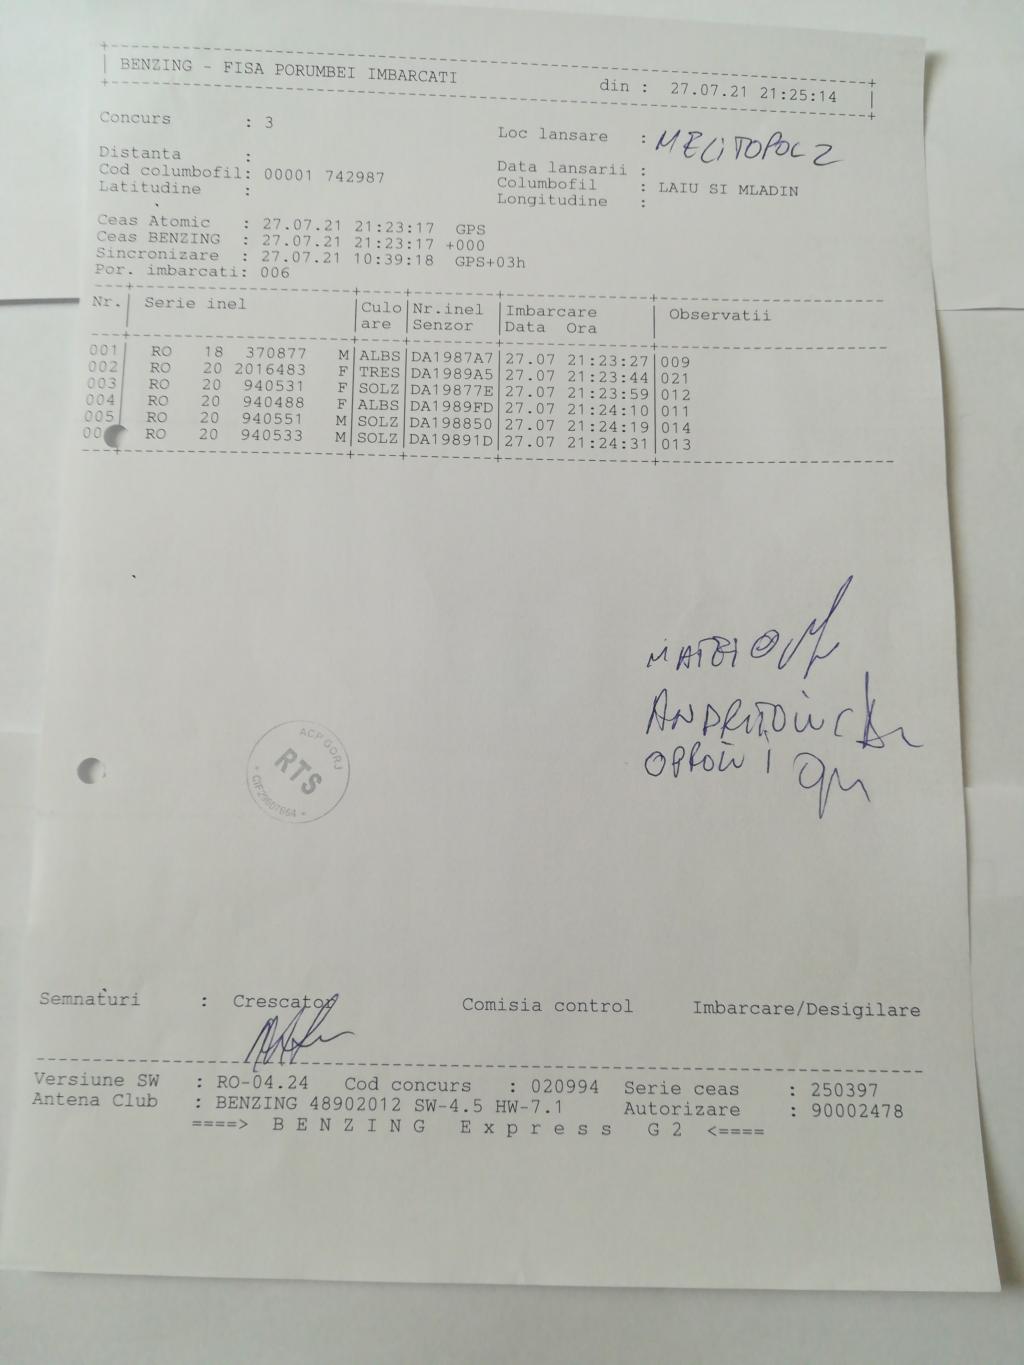 BENZING - FISA PORUMBEI IMBARCATI din : 27.07.21 21:25:14
Concurs : 3 Loc lansare : MELITOPOL 2
Distanta : Data lansarii :
Cod columbofil: 00001 742987 Columbofil : LAIU SI MLADIN
Latitudine : Longitudine :
Ceas Atomic : 27.07.21 21:23:17 GPS
Ceas BENZING : 27.07.21 21:23:17 +000
Sincronizare : 27.07.21 10:39:18 GPS+03h
Por. imbarcati: 006
Nr. Serie inel Culo Nr.inel Imbarcare Observatii
are Senzor Data Ora
001 RO 18 370877 M ALBS DA1987A7 27.07 21:23:27 009
002 RO 20 2016483 F TRES DA1989A5 27.07 21:23:44 021
003 RO 20 940531 F SOLZ DA19877E 27.07 21:23:59 012
004 RO 20 940488 F ALBS DA1989FD 27.07 21:24:10 011
005 RO 20 940551 M SOLZ DA198850 27.07 21:24:19 014
00 RO 20 940533 M SOLZ DA19891D 27.07 21:24:31 013
MATEI O
ACP GORJ
RTS
Semnaturi : Crescator Comisia control Imbarcare/Desigilare
Versiune SW : RO-04.24 Cod concurs : 020994 Serie ceas : 250397
Antena Club : BENZING 48902012 SW-4.5 HW-7.1 Autorizare : 90002478
====> B E N Z I N G E x p r e s s G 2 <====